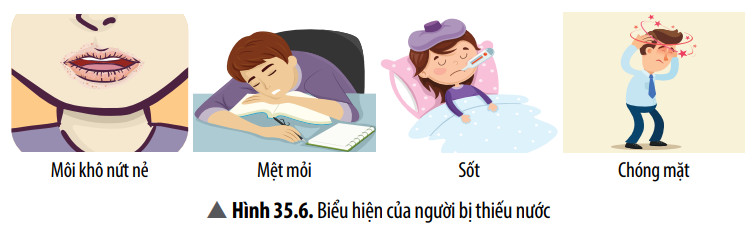 Môi khô nứt nẻ
Mệt mỏi
Sốt
Chóng mặt
▲ Hình 35.6. Biểu hiện của người bị thiếu nước